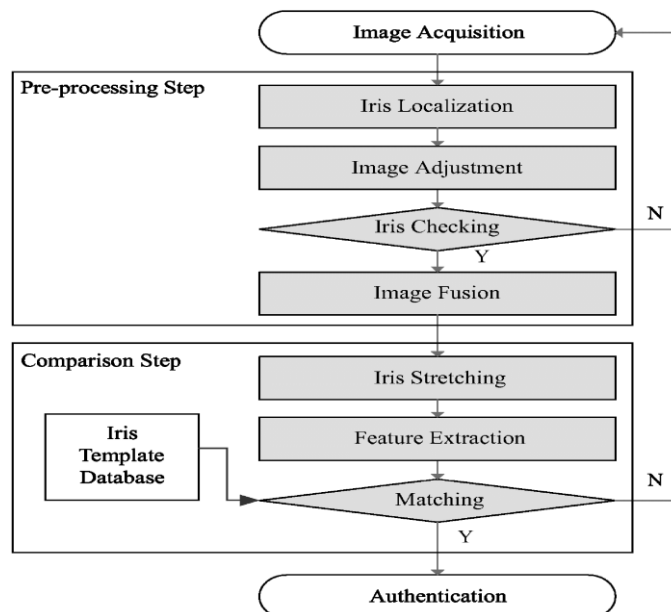 Image Acquisition
Pre-processing Step
Iris Localization
Image Adjustment
Iris Checking
N
Y
Image Fusion
Comparison Step
Iris Stretching
Iris
Template
Database
Feature Extraction
Matching
N
Y
Authentication